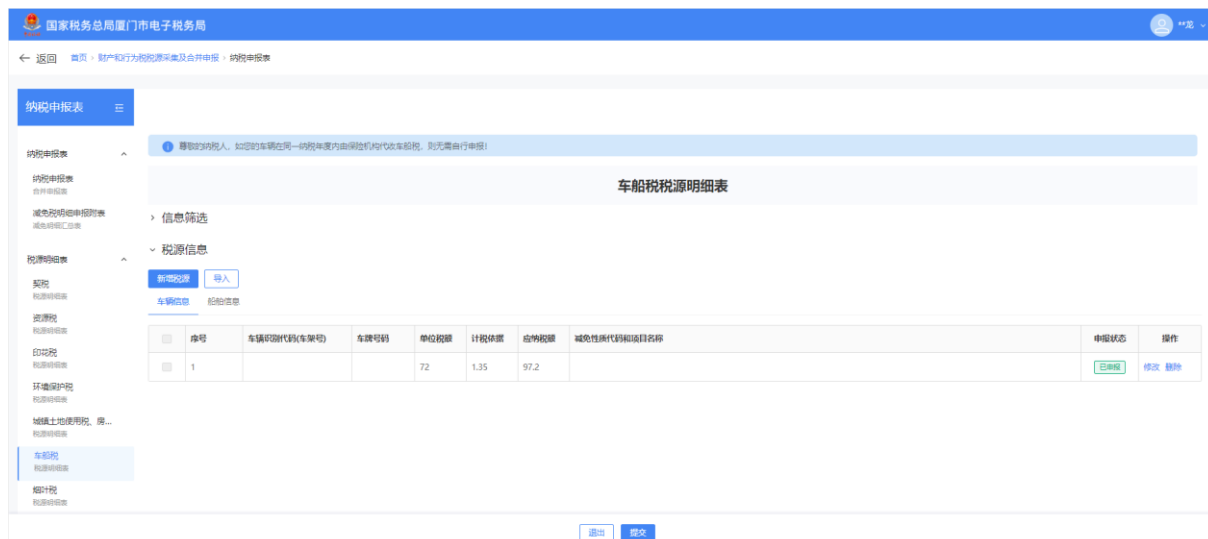 国家税务总局厦门市电子税务局
**龙
← 返回 首页 > 财产和行为税税源采集及合并申报 > 纳税申报表
纳税申报表
尊敬的纳税人，如您的车辆在同一纳税年度内由保险机构代收车船税，则无需自行申报！
纳税申报表
纳税申报表
合并申报表
减免税明细申报附表
减免明细汇总表
税源明细表
契税
税源明细表
资源税
税源明细表
印花税
税源明细表
环境保护税
税源明细表
城镇土地使用税、房...
税源明细表
车船税
税源明细表
烟叶税
税源明细表
车船税税源明细表
信息筛选
税源信息
新增税源 导入
车辆信息 船舶信息
序号 车辆识别代码(车架号) 车牌号码 单位税额 计税依据 应纳税额 减免性质代码和项目名称 申报状态 操作
1 72 1.35 97.2 已申报 修改 删除
退出 提交